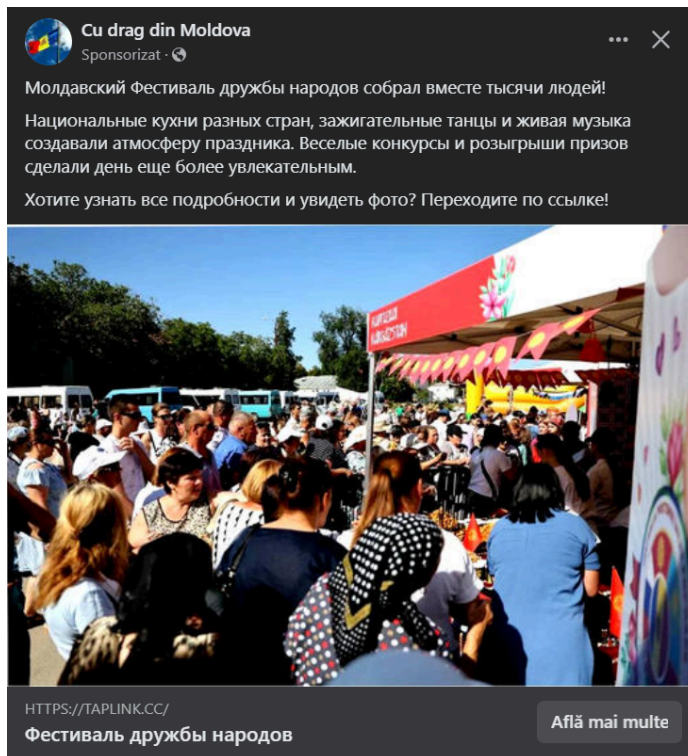 Cu drag din Moldova
Sponsorizat ·
Молдавский Фестиваль дружбы народов собрал вместе тысячи людей!
Национальные кухни разных стран, зажигательные танцы и живая музыка
создавали атмосферу праздника. Веселые конкурсы и розыгрыши призов
сделали день еще более увлекательным.
Хотите узнать все подробности и увидеть фото? Переходите по ссылке!
HTTPS://TAPLINK.CC/
Фестиваль дружбы народов
Află mai multe